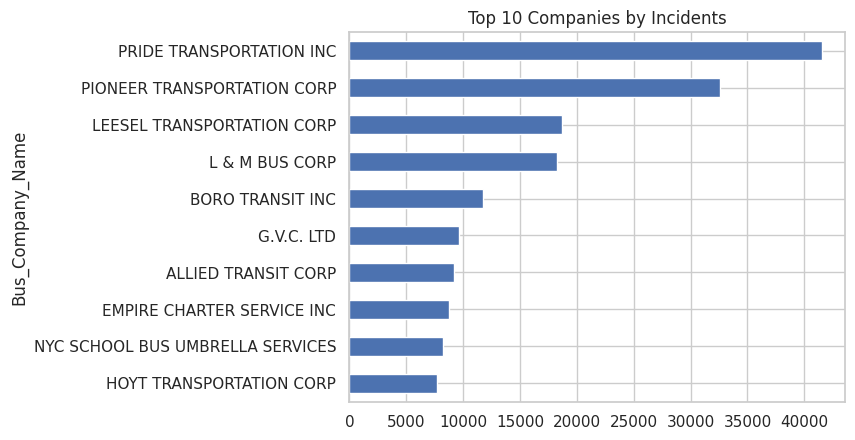 Top 10 Companies by Incidents
Bus_Company_Name
PRIDE TRANSPORTATION INC
PIONEER TRANSPORTATION CORP
LEESEL TRANSPORTATION CORP
L & M BUS CORP
BORO TRANSIT INC
G.V.C. LTD
ALLIED TRANSIT CORP
EMPIRE CHARTER SERVICE INC
NYC SCHOOL BUS UMBRELLA SERVICES
HOYT TRANSPORTATION CORP
0 5000 10000 15000 20000 25000 30000 35000 40000